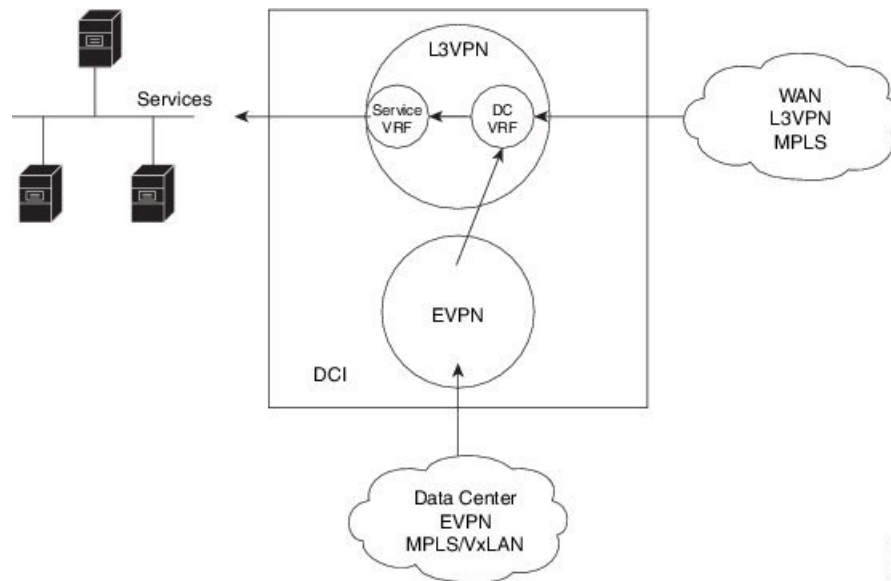 L3VPN
Services
Service
VRF
DC
VRF
WAN
L3VPN
MPLS
EVPN
DCI
Data Center
EVPN
MPLS/VxLAN